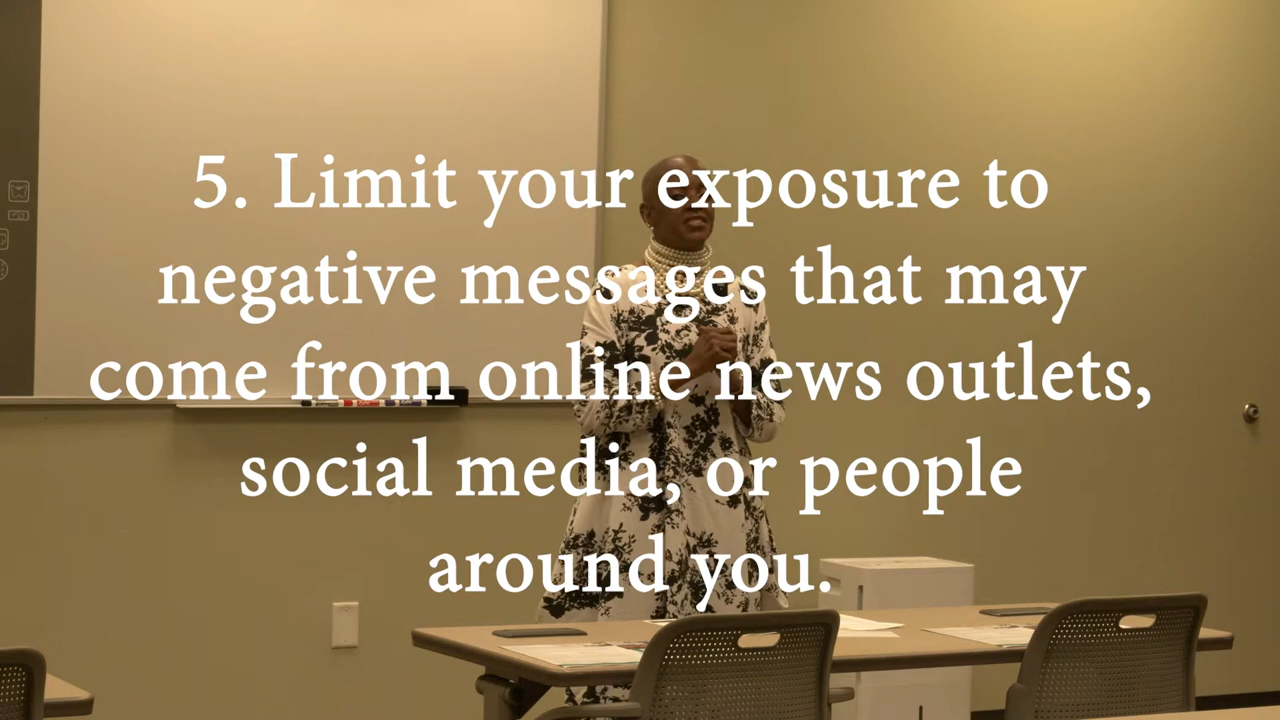 5. Limit your exposure to
negative messages that may
come from online news outlets,
social media, or people
around you.